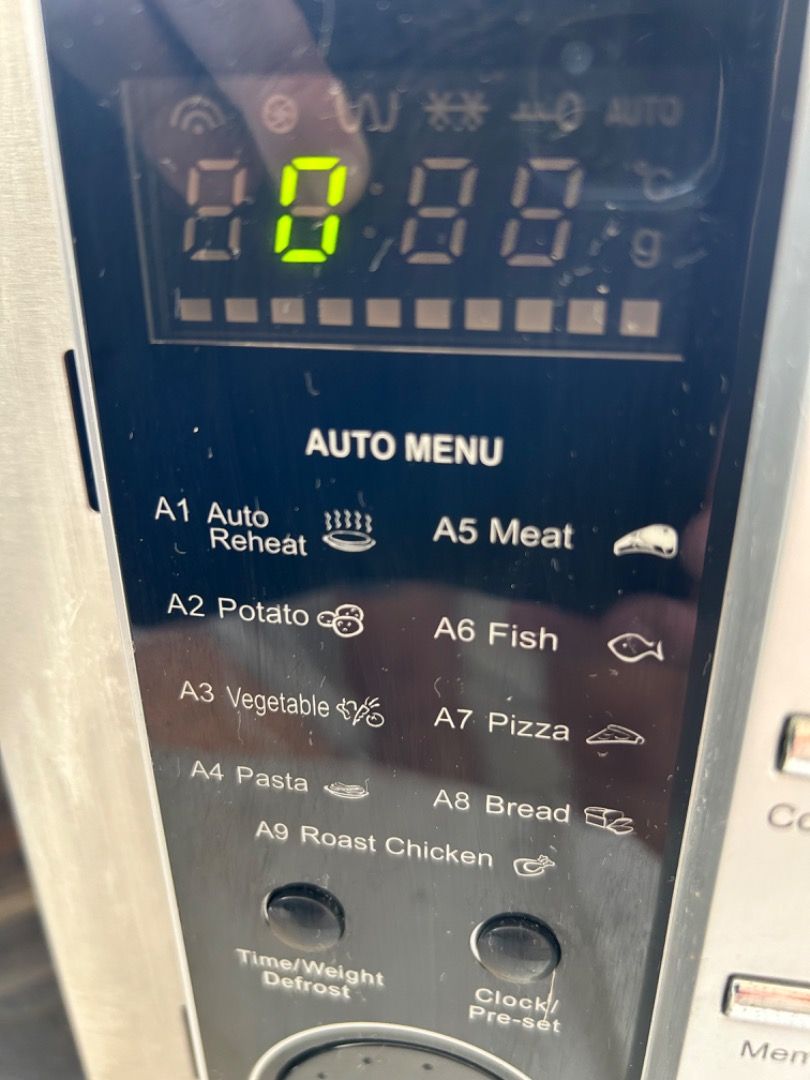 AUTO
0
°C
g
AUTO MENU
A1 Auto Reheat
A5 Meat
A2 Potato
A6 Fish
A3 Vegetable
A7 Pizza
A4 Pasta
A8 Bread
A9 Roast Chicken
Time/Weight
Defrost
Clock/
Pre-set